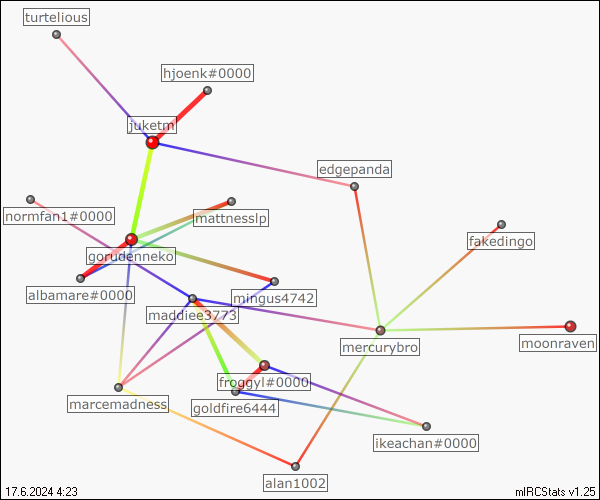 turtelious
hjoenk#0000
juketm
edgepanda
normfan1#0000
mattnesslp
fakedingo
gorudenneko
albamare#0000
mingus4742
maddiee3773
mercurybro
moonraven
froggyl#0000
marcemadness
goldfire6444
ikeachan#0000
alan1002
17.6.2024 4:23
mIRCStats v1.25